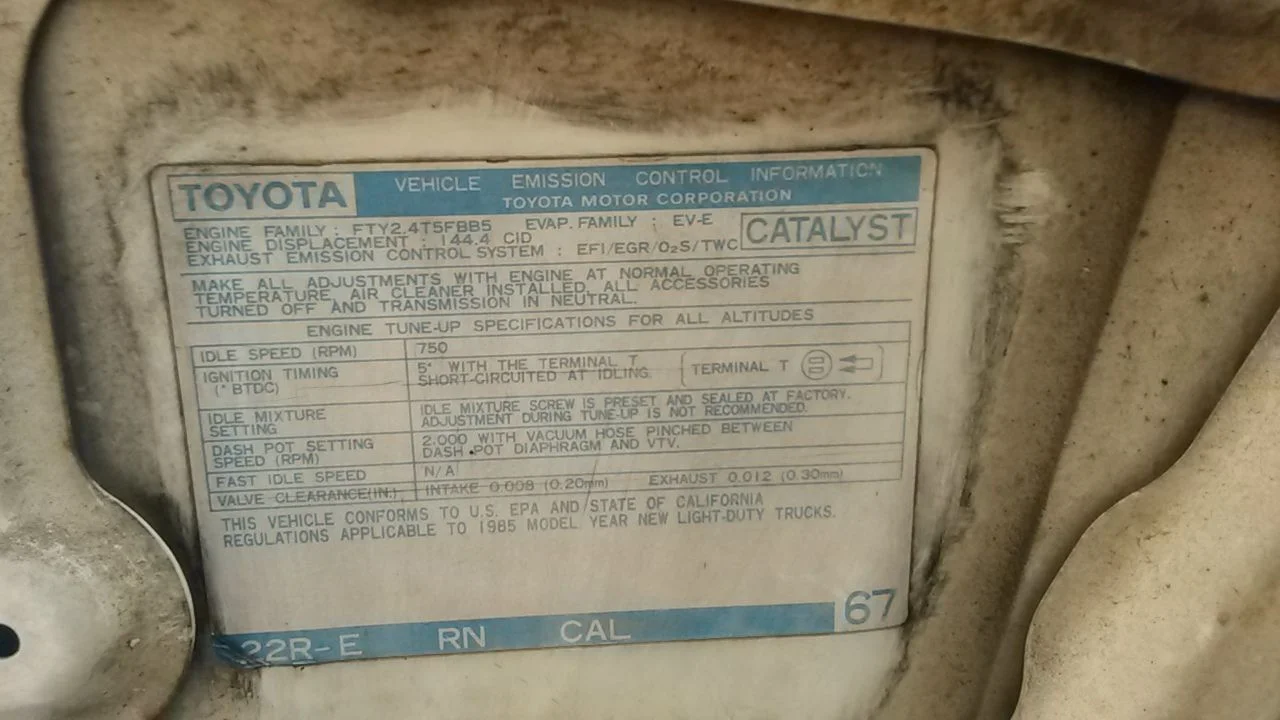 TOYOTA
VEHICLE EMISSION CONTROL INFORMATION
TOYOTA MOTOR CORPORATION
ENGINE FAMILY : FTY2.4T5FBB5 EVAP. FAMILY : EV-E
ENGINE DISPLACEMENT : 144.4 CID
EXHAUST EMISSION CONTROL SYSTEM : EFI/EGR/O₂S/TWC
CATALYST
MAKE ALL ADJUSTMENTS WITH ENGINE AT NORMAL OPERATING
TEMPERATURE, AIR CLEANER INSTALLED, ALL ACCESSORIES
TURNED OFF AND TRANSMISSION IN NEUTRAL.
ENGINE TUNE-UP SPECIFICATIONS FOR ALL ALTITUDES
IDLE SPEED (RPM) 750
IGNITION TIMING
(° BTDC)
5° WITH THE TERMINAL T
SHORT-CIRCUITED AT IDLING.
TERMINAL T
IDLE MIXTURE
SETTING
IDLE MIXTURE SCREW IS PRESET AND SEALED AT FACTORY.
ADJUSTMENT DURING TUNE-UP IS NOT RECOMMENDED.
DASH POT SETTING
SPEED (RPM)
2.000 WITH VACUUM HOSE PINCHED BETWEEN
DASH POT DIAPHRAGM AND VTV.
FAST IDLE SPEED N/A
VALVE CLEARANCE(IN.) INTAKE 0.008 (0.20mm) EXHAUST 0.012 (0.30mm)
THIS VEHICLE CONFORMS TO U.S. EPA AND STATE OF CALIFORNIA
REGULATIONS APPLICABLE TO 1985 MODEL YEAR NEW LIGHT-DUTY TRUCKS.
22R-E RN CAL 67